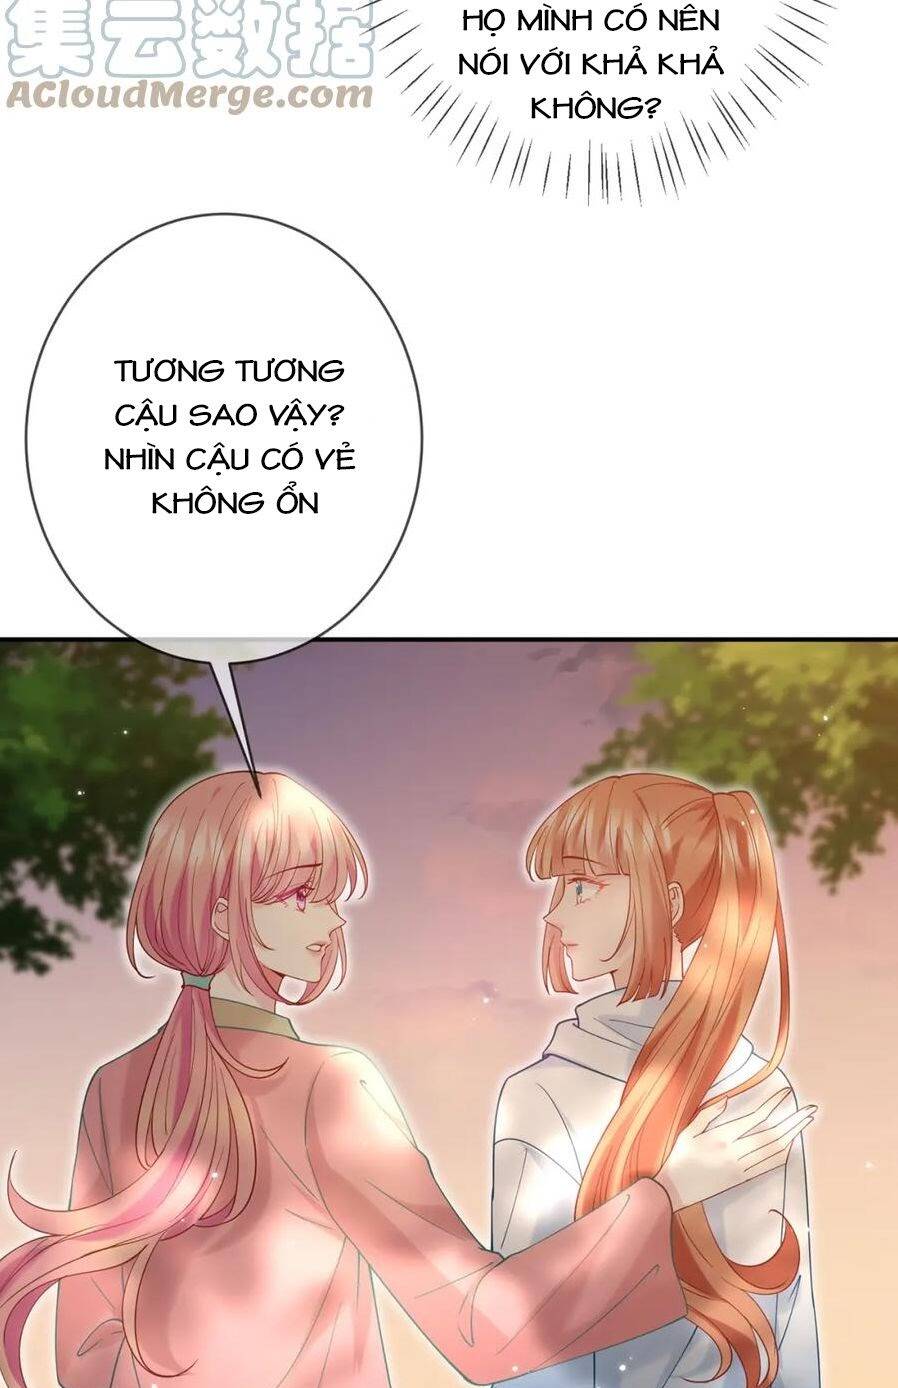 集云数据
ACloudMerge.com
HỌ MÌNH CÓ NÊN
NÓI VỚI KHẢ KHẢ
KHÔNG?
TƯƠNG TƯƠNG
CẬU SAO VẬY?
NHÌN CẬU CÓ VẺ
KHÔNG ỔN